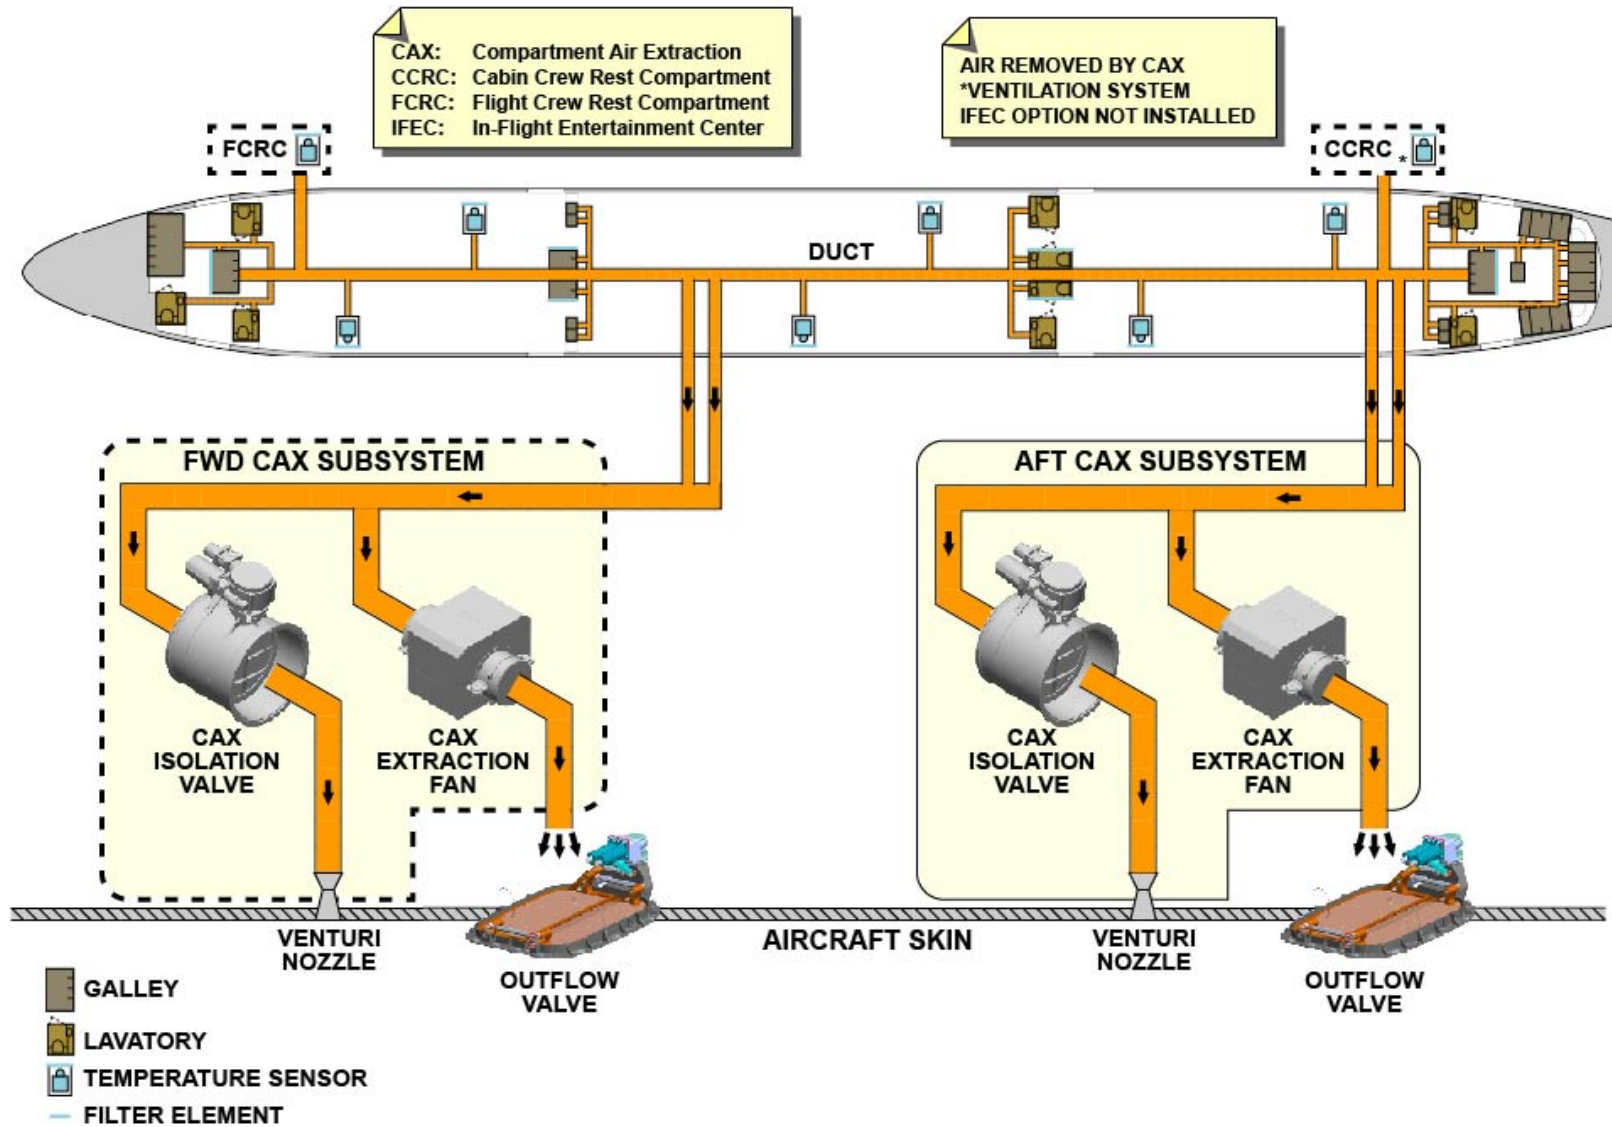 CAX: Compartment Air Extraction
CCRC: Cabin Crew Rest Compartment
FCRC: Flight Crew Rest Compartment
IFEC: In-Flight Entertainment Center
AIR REMOVED BY CAX
*VENTILATION SYSTEM
IFEC OPTION NOT INSTALLED
FCRC
CCRC *
DUCT
FWD CAX SUBSYSTEM
AFT CAX SUBSYSTEM
CAX
ISOLATION
VALVE
CAX
EXTRACTION
FAN
CAX
ISOLATION
VALVE
CAX
EXTRACTION
FAN
VENTURI
NOZZLE
OUTFLOW
VALVE
AIRCRAFT SKIN
VENTURI
NOZZLE
OUTFLOW
VALVE
GALLEY
LAVATORY
TEMPERATURE SENSOR
FILTER ELEMENT